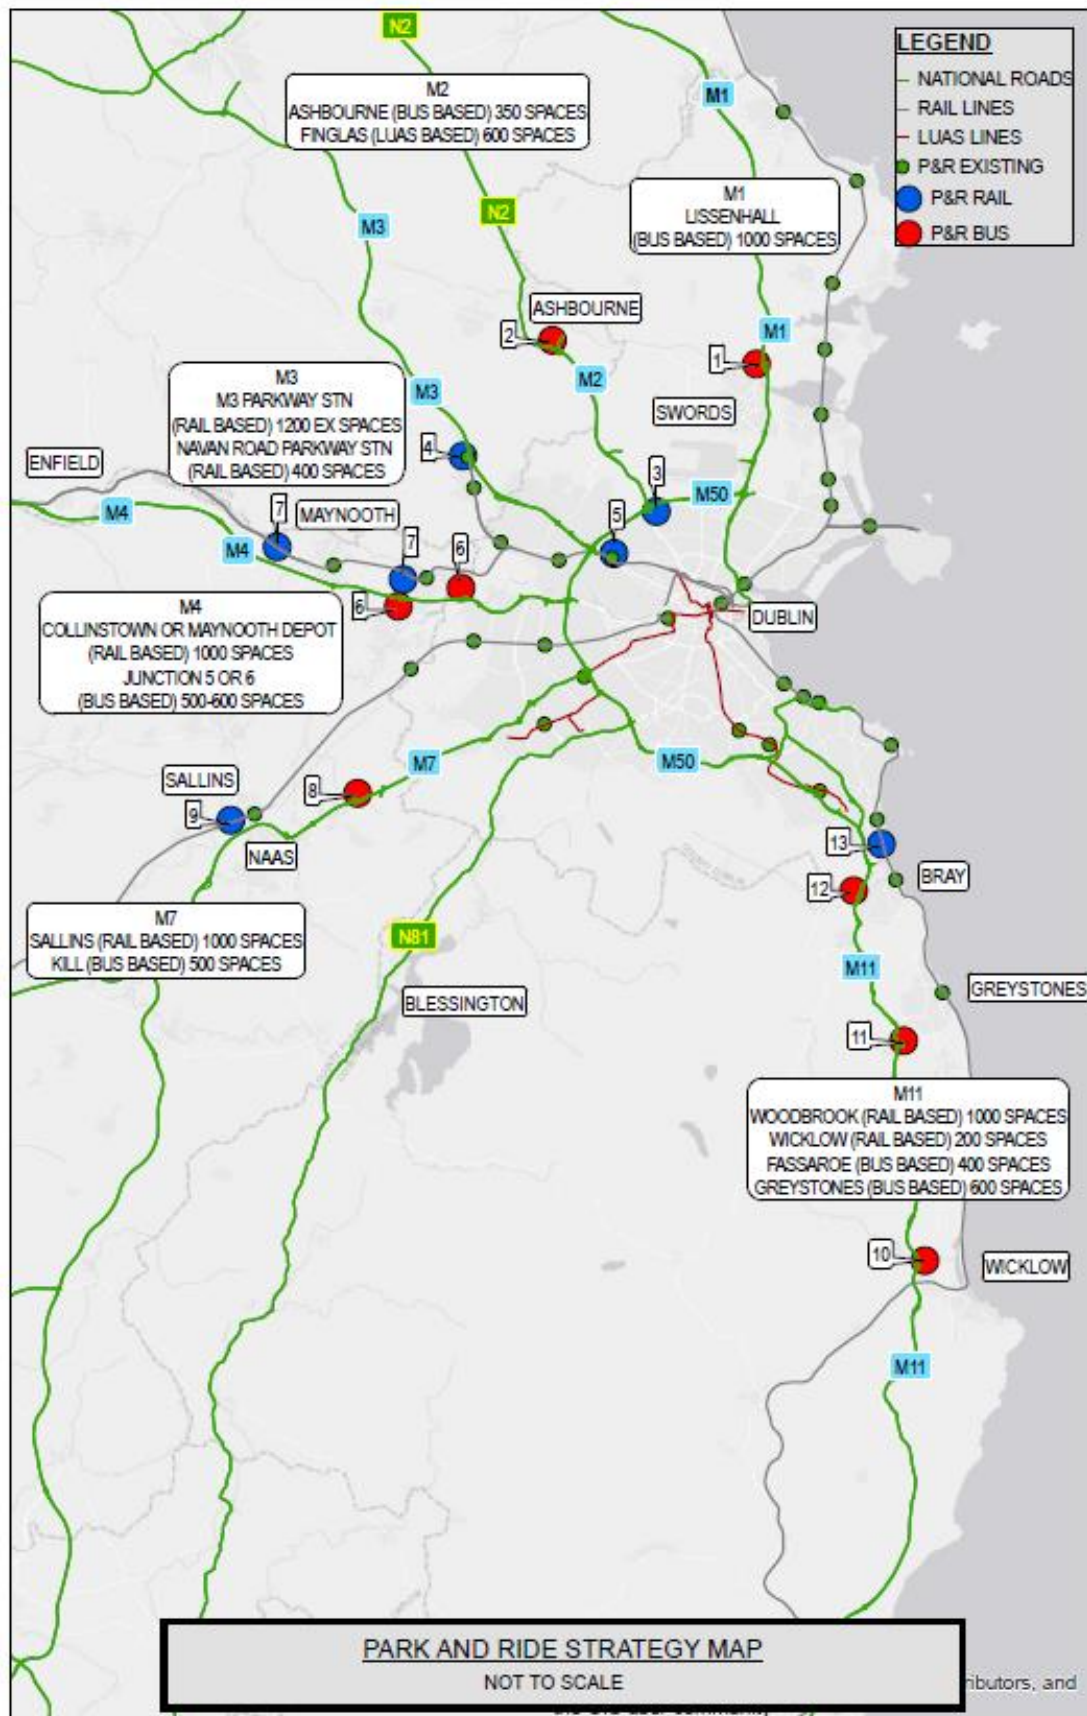 N2
LEGEND
NATIONAL ROADS
RAIL LINES
LUAS LINES
P&R EXISTING
P&R RAIL
P&R BUS
M1
M2
ASHBOURNE (BUS BASED) 350 SPACES
FINGLAS (LUAS BASED) 600 SPACES
M1
LISSENHALL
(BUS BASED) 1000 SPACES
N2
M3
ASHBOURNE
2
M1
1
M2
M3
M3
M3 PARKWAY STN
(RAIL BASED) 1200 EX SPACES
NAVAN ROAD PARKWAY STN
(RAIL BASED) 400 SPACES
SWORDS
4
ENFIELD
3
M50
M4
7
MAYNOOTH
5
M4
7
6
6
DUBLIN
M4
COLLINSTOWN OR MAYNOOTH DEPOT
(RAIL BASED) 1000 SPACES
JUNCTION 5 OR 6
(BUS BASED) 500-600 SPACES
M7
M50
SALLINS
8
9
NAAS
13
BRAY
12
M7
SALLINS (RAIL BASED) 1000 SPACES
KILL (BUS BASED) 500 SPACES
N81
M11
BLESSINGTON
GREYSTONES
11
M11
WOODBROOK (RAIL BASED) 1000 SPACES
WICKLOW (RAIL BASED) 200 SPACES
FASSAROE (BUS BASED) 400 SPACES
GREYSTONES (BUS BASED) 600 SPACES
10
WICKLOW
M11
PARK AND RIDE STRATEGY MAP
NOT TO SCALE
ributors, and